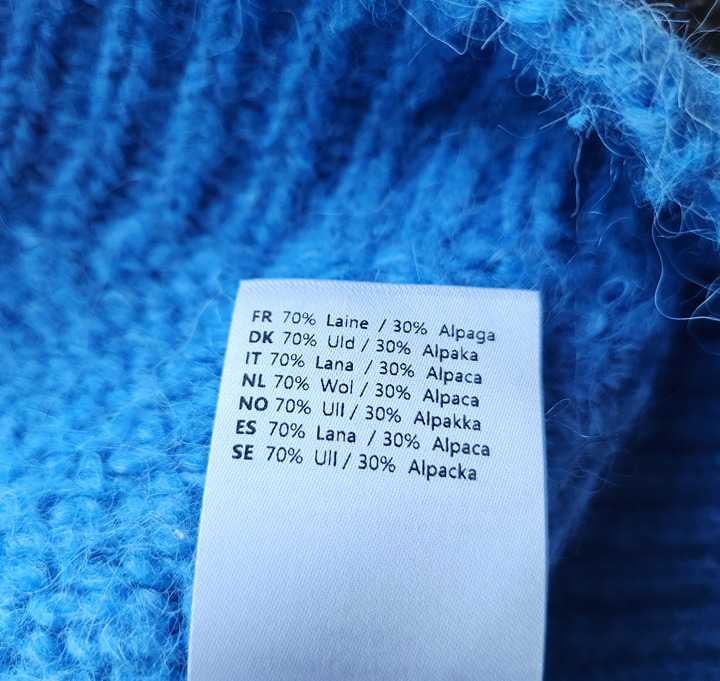 FR 70% Laine / 30% Alpaga
DK 70% Uld / 30% Alpaka
IT 70% Lana / 30% Alpaca
NL 70% Wol / 30% Alpaca
NO 70% Ull / 30% Alpakka
ES 70% Lana / 30% Alpaca
SE 70% Ull / 30% Alpacka